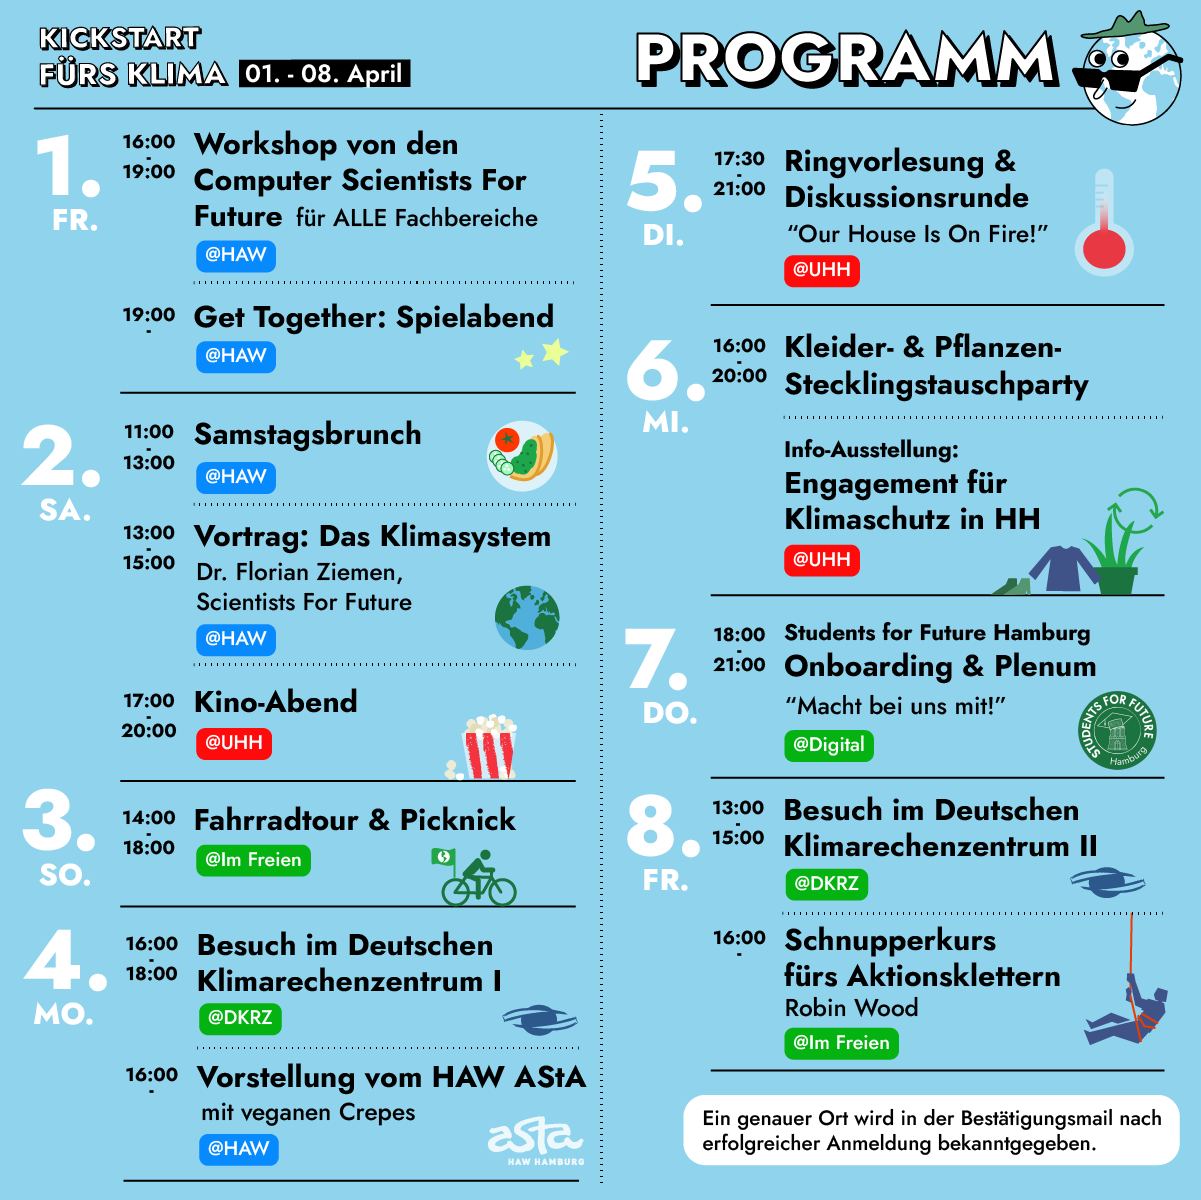 KICKSTART
FÜRS KLIMA 01. - 08. April
PROGRAMM
1.
FR.
16:00
-
19:00
Workshop von den
Computer Scientists For
Future für ALLE Fachbereiche
@HAW
19:00
-
Get Together: Spielabend
@HAW
2.
SA.
11:00
-
13:00
Samstagsbrunch
@HAW
13:00
-
15:00
Vortrag: Das Klimasystem
Dr. Florian Ziemen,
Scientists For Future
@HAW
17:00
-
20:00
Kino-Abend
@UHH
3.
SO.
14:00
-
18:00
Fahrradtour & Picknick
@Im Freien
4.
MO.
16:00
-
18:00
Besuch im Deutschen
Klimarechenzentrum I
@DKRZ
16:00
-
Vorstellung vom HAW AStA
mit veganen Crepes
@HAW
asta
HAW HAMBURG
5.
DI.
17:30
-
21:00
Ringvorlesung &
Diskussionsrunde
“Our House Is On Fire!”
@UHH
6.
MI.
16:00
-
20:00
Kleider- & Pflanzen-
Stecklingstauschparty
Info-Ausstellung:
Engagement für
Klimaschutz in HH
@UHH
7.
DO.
18:00
-
21:00
Students for Future Hamburg
Onboarding & Plenum
“Macht bei uns mit!”
@Digital
STUDENTS FOR FUTURE
Hamburg
8.
FR.
13:00
-
15:00
Besuch im Deutschen
Klimarechenzentrum II
@DKRZ
16:00
-
Schnupperkurs
fürs Aktionsklettern
Robin Wood
@Im Freien
Ein genauer Ort wird in der Bestätigungsmail nach
erfolgreicher Anmeldung bekanntgegeben.